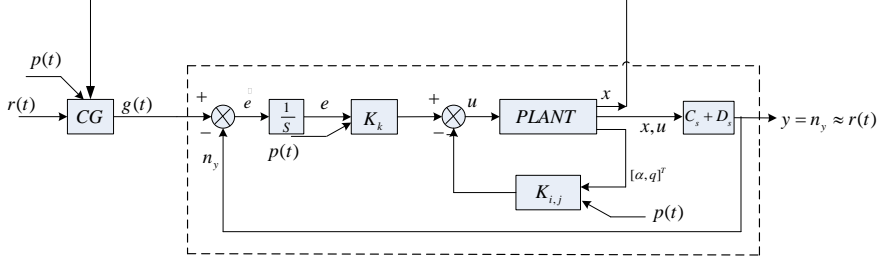 p(t)
r(t)
CG
g(t)
+
−
e
1
S
e
p(t)
K_k
+
−
u
PLANT
x
x,u
C_s + D_s
y = n_y ≈ r(t)
n_y
[α,q]^T
K_{i,j}
p(t)